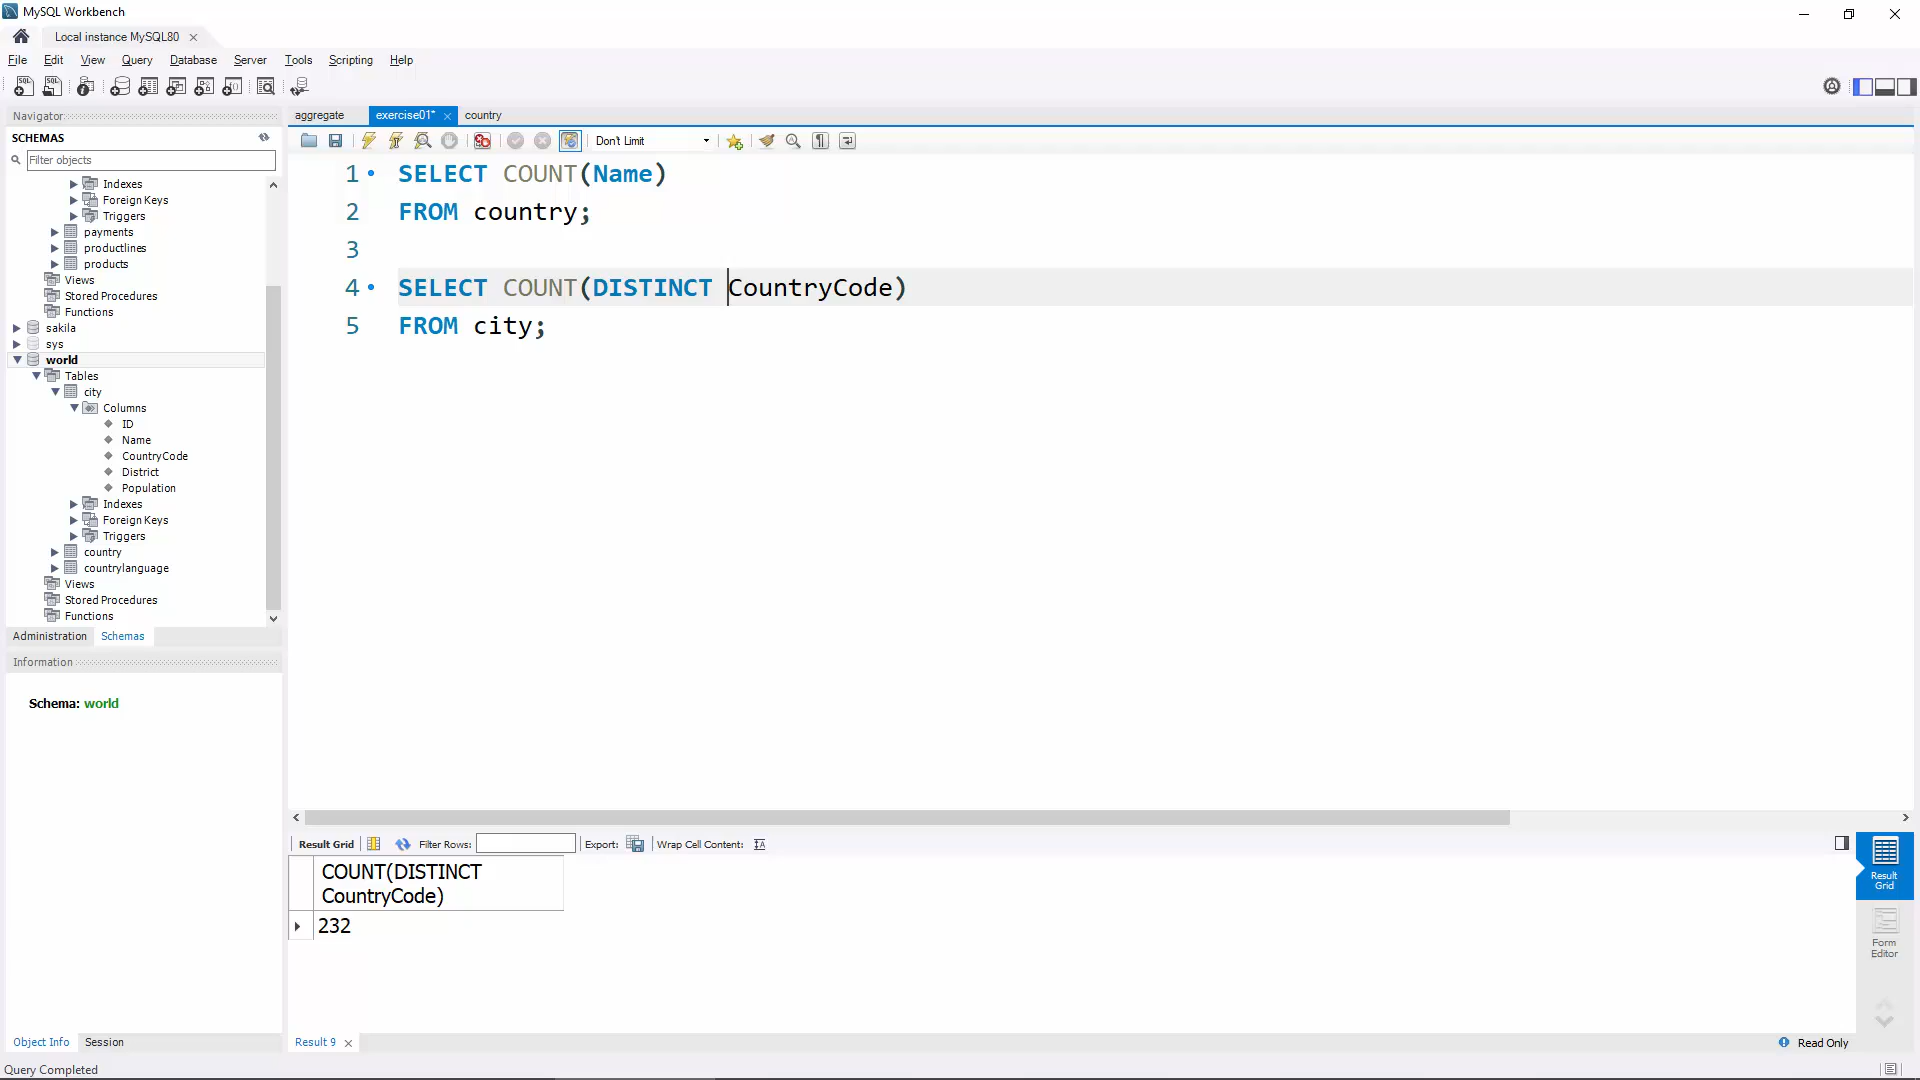 MySQL Workbench
Local instance MySQL80
File Edit View Query Database Server Tools Scripting Help
Navigator
SCHEMAS
Filter objects
Indexes
Foreign Keys
Triggers
payments
productlines
products
Views
Stored Procedures
Functions
sakila
sys
world
Tables
city
Columns
ID
Name
CountryCode
District
Population
Indexes
Foreign Keys
Triggers
country
countrylanguage
Views
Stored Procedures
Functions
Administration Schemas
Information
Schema: world
Object Info Session
Query Completed
aggregate exercise01* country
Don't Limit
1 SELECT COUNT(Name)
2 FROM country;
3
4 SELECT COUNT(DISTINCT CountryCode)
5 FROM city;
Result Grid Filter Rows: Export: Wrap Cell Content:
COUNT(DISTINCT
CountryCode)
232
Result
Grid
Form
Editor
Result 9
Read Only